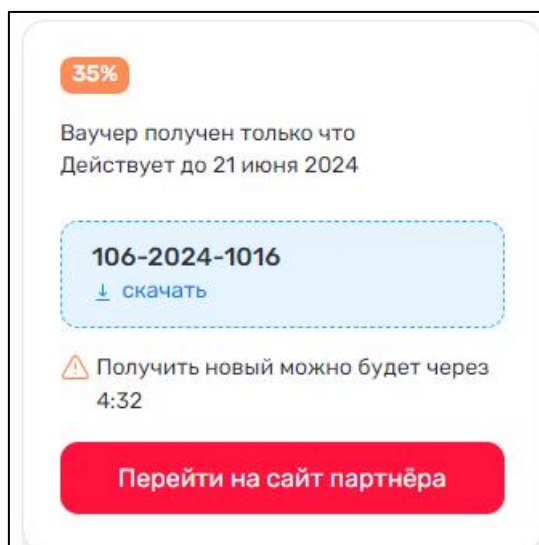 35%
Ваучер получен только что
Действует до 21 июня 2024
106-2024-1016
скачать
Получить новый можно будет через
4:32
Перейти на сайт партнёра